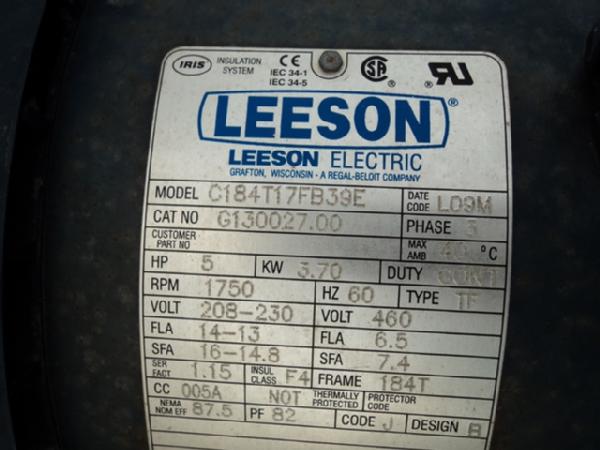 IRIS INSULATION SYSTEM CE IEC 34-1 IEC 34-5 SA ® ® RU
LEESON®
LEESON ELECTRIC
GRAFTON, WISCONSIN - A REGAL-BELOIT COMPANY
MODEL C184T17FB39E DATE CODE L09M
CAT NO G130027.00 PHASE 3
CUSTOMER PART NO MAX AMB 40 °C
HP 5 KW 3.70 DUTY CONT
RPM 1750 HZ 60 TYPE TF
VOLT 208-230 VOLT 460
FLA 14-13 FLA 6.5
SFA 16-14.8 SFA 7.4
SER FACT 1.15 INSUL CLASS F4 FRAME 184T
CC 005A NOT THERMALLY PROTECTED PROTECTOR CODE
NEMA NOM EFF 87.5 PF 82 CODE J DESIGN B